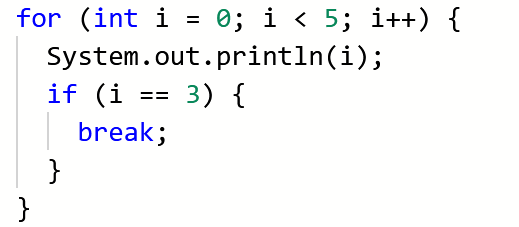 for (int i = 0; i < 5; i++) {
  System.out.println(i);
  if (i == 3) {
    break;
  }
}